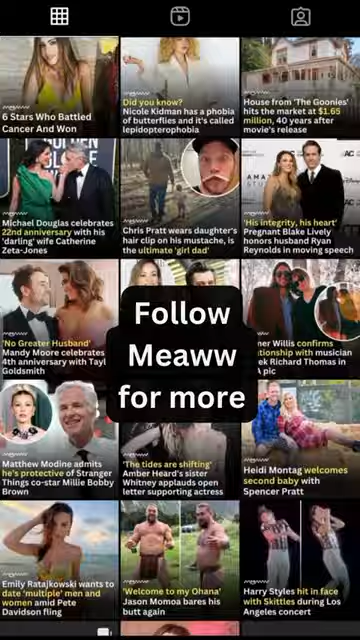 6 Stars Who Battled
Cancer And Won
Did you know?
Nicole Kidman has a phobia
of butterflies and it's called
lepidopterophobia
House from 'The Goonies'
hits the market at $1.65
million, 40 years after
movie's release
Michael Douglas celebrates
22nd anniversary with his
'darling' wife Catherine
Zeta-Jones
Chris Pratt wears daughter's
hair clip on his mustache, is
the ultimate 'girl dad'
'His integrity, his heart'
Pregnant Blake Lively
honors husband Ryan
Reynolds in moving speech
'No Greater Husband'
Mandy Moore celebrates
4th anniversary with Tayl
Goldsmith
Follow
Meaww
for more
ner Willis confirms
tionship with musician
ek Richard Thomas in
A pic
Matthew Modine admits
he's protective of Stranger
Things co-star Millie Bobby
Brown
'The tides are shifting'
Amber Heard's sister
Whitney applauds open
letter supporting actress
Heidi Montag welcomes
second baby with
Spencer Pratt
Emily Ratajkowski wants to
date 'multiple' men and
women amid Pete
Davidson fling
'Welcome to my Ohana'
Jason Momoa bares his
butt again
Harry Styles hit in face
with Skittles during Los
Angeles concert